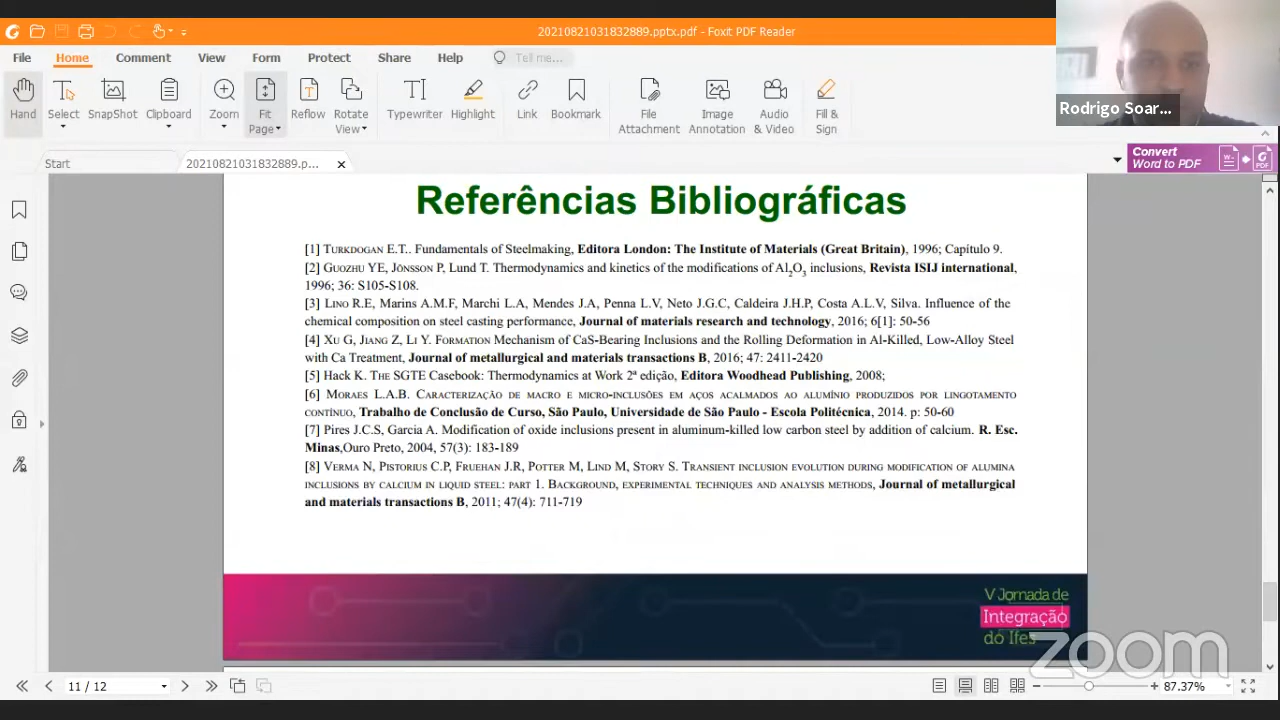 20210821031832889.pptx.pdf - Foxit PDF Reader
File Home Comment View Form Protect Share Help Tell me...
Hand Select SnapShot Clipboard Zoom Fit Page Reflow Rotate View Typewriter Highlight Link Bookmark File Attachment Image Annotation Audio & Video Fill & Sign
Rodrigo Soar...
Start 20210821031832889.p...
Convert
Word to PDF
PDF
Referências Bibliográficas
[1] TURKDOGAN E.T.. Fundamentals of Steelmaking, Editora London: The Institute of Materials (Great Britain), 1996; Capítulo 9.
[2] GUOZHU YE, JÖNSSON P, Lund T. Thermodynamics and kinetics of the modifications of Al2O3 inclusions, Revista ISIJ international,
1996; 36: S105-S108.
[3] LINO R.E, Marins A.M.F, Marchi L.A, Mendes J.A, Penna L.V, Neto J.G.C, Caldeira J.H.P, Costa A.L.V, Silva. Influence of the
chemical composition on steel casting performance, Journal of materials research and technology, 2016; 6[1]: 50-56
[4] XU G, JIANG Z, LI Y. FORMATION Mechanism of CaS-Bearing Inclusions and the Rolling Deformation in Al-Killed, Low-Alloy Steel
with Ca Treatment, Journal of metallurgical and materials transactions B, 2016; 47: 2411-2420
[5] Hack K. THE SGTE Casebook: Thermodynamics at Work 2ª edição, Editora Woodhead Publishing, 2008;
[6] MORAES L.A.B. CARACTERIZAÇÃO DE MACRO E MICRO-INCLUSÕES EM AÇOS ACALMADOS AO ALUMÍNIO PRODUZIDOS POR LINGOTAMENTO
CONTÍNUO, Trabalho de Conclusão de Curso, São Paulo, Universidade de São Paulo - Escola Politécnica, 2014. p: 50-60
[7] Pires J.C.S, Garcia A. Modification of oxide inclusions present in aluminum-killed low carbon steel by addition of calcium. R. Esc.
Minas,Ouro Preto, 2004, 57(3): 183-189
[8] VERMA N, PISTORIUS C.P, FRUEHAN J.R, POTTER M, LIND M, STORY S. TRANSIENT INCLUSION EVOLUTION DURING MODIFICATION OF ALUMINA
INCLUSIONS BY CALCIUM IN LIQUID STEEL: PART 1. BACKGROUND, EXPERIMENTAL TECHNIQUES AND ANALYSIS METHODS, Journal of metallurgical
and materials transactions B, 2011; 47(4): 711-719
V Jornada de
Integração
do Ifes
zoom
11 / 12
87.37%